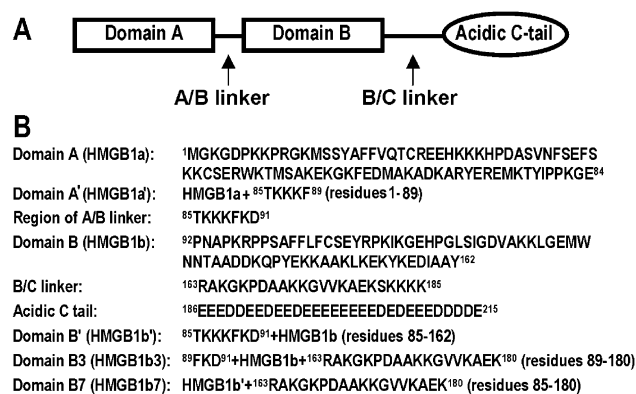 A
Domain A
Domain B
Acidic C-tail
A/B linker
B/C linker
B
Domain A (HMGB1a): ¹MGKGDPKKPRGKMSSYAFFVQTCREEHKKKHPDASVNFSEFS
KKCSERWKTMSAKEKGKFEDMAKADKARYEREMKTYIPPKGE⁸⁴
Domain A' (HMGB1a'): HMGB1a+ ⁸⁵TKKKF⁸⁹ (residues 1- 89)
Region of A/B linker: ⁸⁵TKKKFKD⁹¹
Domain B (HMGB1b): ⁹²PNAPKRPPSAFFLFCSEYRPKIKGEHPGLSIGDVAKKLGEMW
NNTAADDKQPYEKKAAKLKEKYKEDIAAY¹⁶²
B/C linker: ¹⁶³RAKGKPDAAKKGVVKAEKSKKKK¹⁸⁵
Acidic C tail: ¹⁸⁶EEEDDEEDEEDEEEEEEEEDEDEEEDDDDE²¹⁵
Domain B' (HMGB1b'): ⁸⁵TKKKFKD⁹¹+HMGB1b (residues 85-162)
Domain B3 (HMGB1b3): ⁸⁹FKD⁹¹+HMGB1b+¹⁶³RAKGKPDAAKKGVVKAEK¹⁸⁰ (residues 89-180)
Domain B7 (HMGB1b7): HMGB1b'+¹⁶³RAKGKPDAAKKGVVKAEK¹⁸⁰ (residues 85-180)